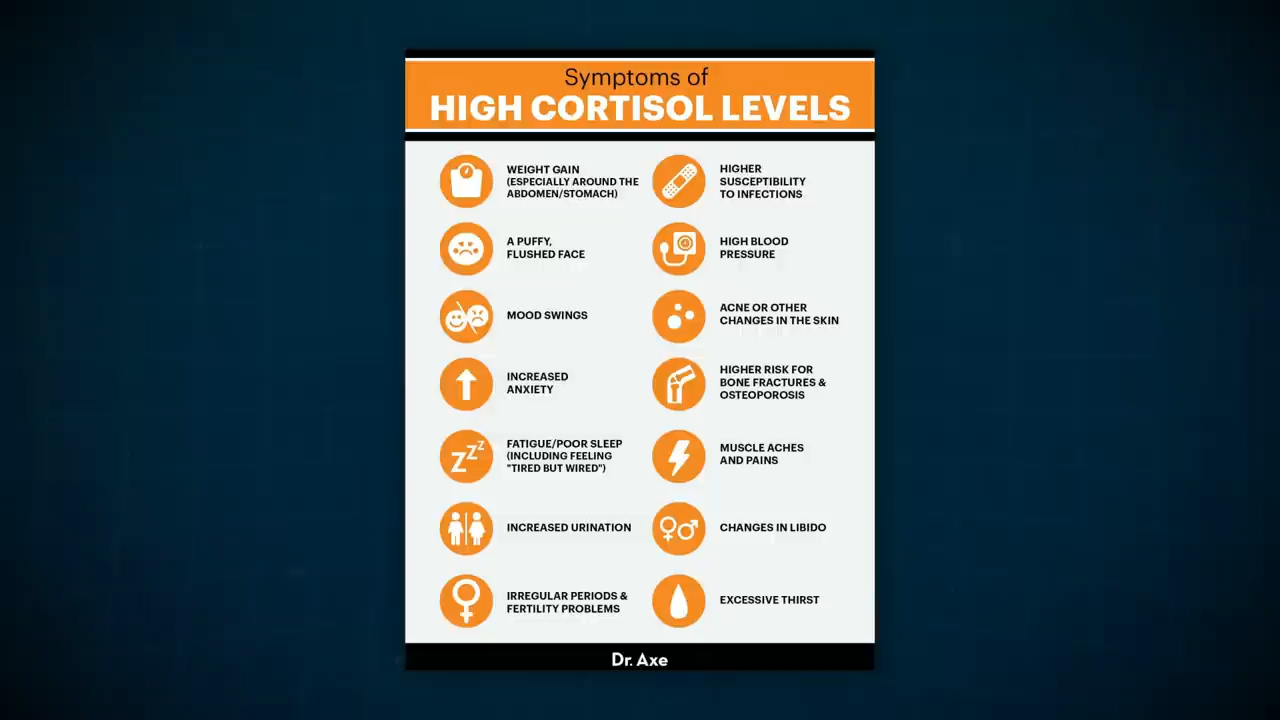 Symptoms of
HIGH CORTISOL LEVELS
WEIGHT GAIN
(ESPECIALLY AROUND THE
ABDOMEN/STOMACH)
HIGHER
SUSCEPTIBILITY
TO INFECTIONS
A PUFFY,
FLUSHED FACE
HIGH BLOOD
PRESSURE
MOOD SWINGS
ACNE OR OTHER
CHANGES IN THE SKIN
INCREASED
ANXIETY
HIGHER RISK FOR
BONE FRACTURES &
OSTEOPOROSIS
zzz
FATIGUE/POOR SLEEP
(INCLUDING FEELING
"TIRED BUT WIRED")
MUSCLE ACHES
AND PAINS
INCREASED URINATION
CHANGES IN LIBIDO
IRREGULAR PERIODS &
FERTILITY PROBLEMS
EXCESSIVE THIRST
Dr. Axe